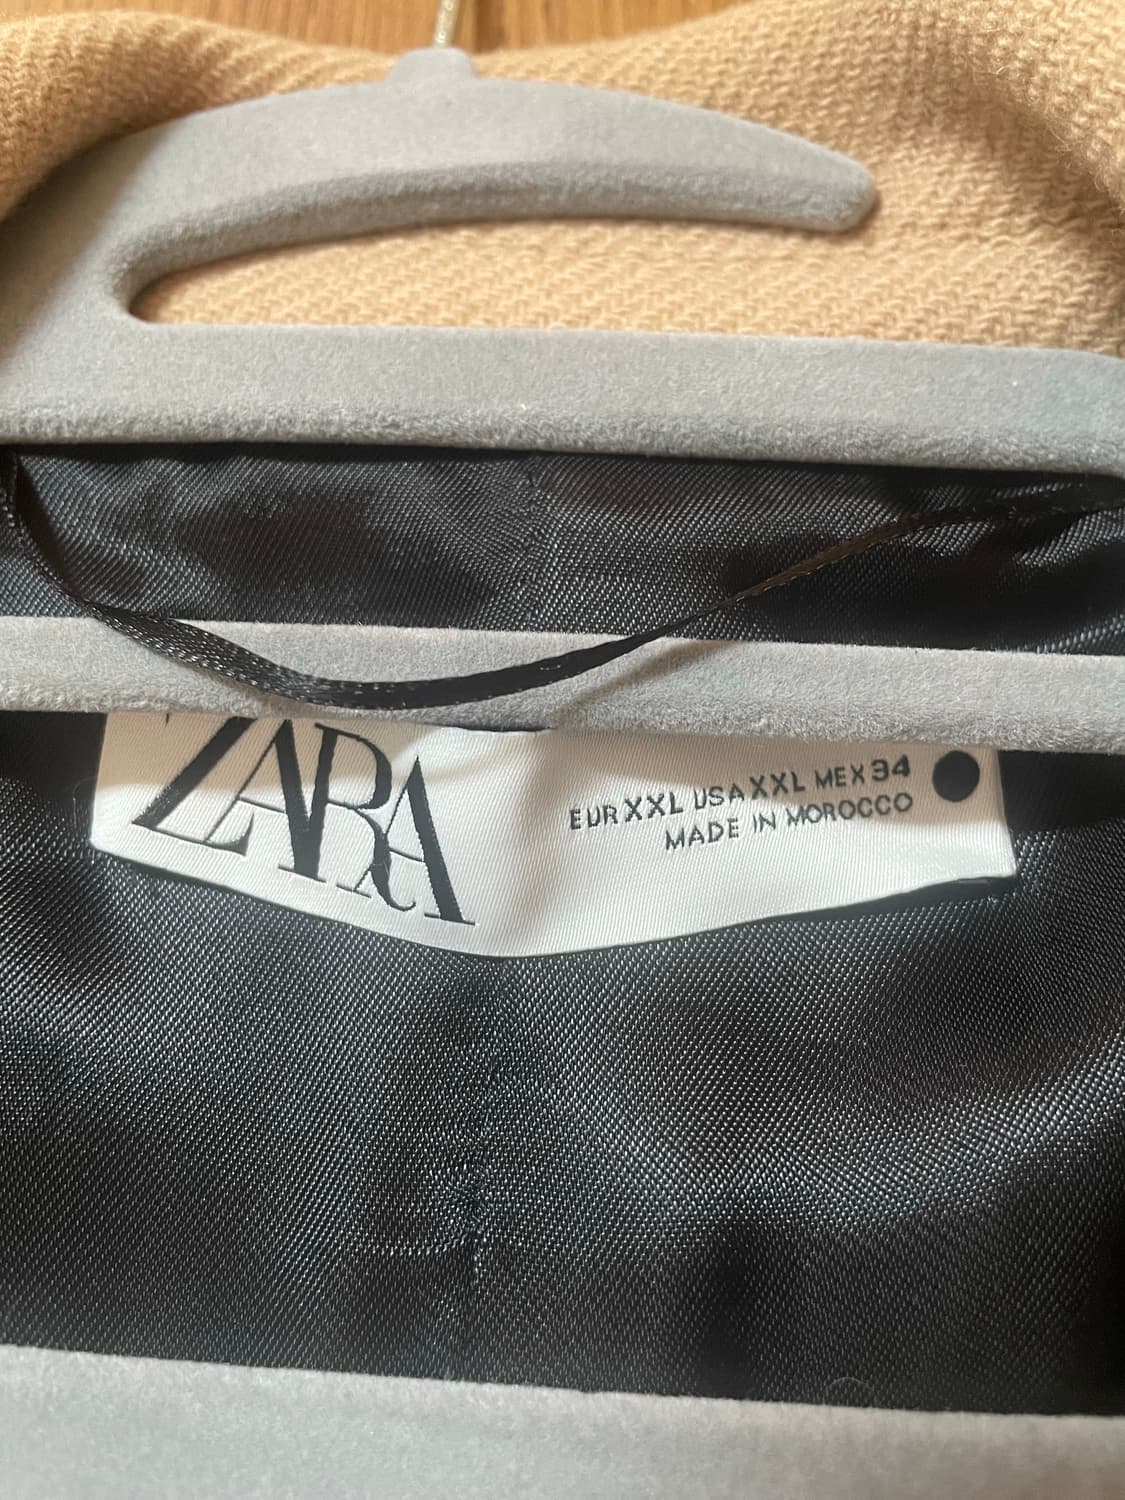 ZARA
EUR XXL USA XXL MEX 34
MADE IN MOROCCO